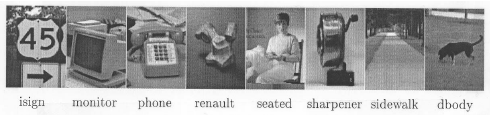 45
isign monitor phone renault seated sharpener sidewalk dbody